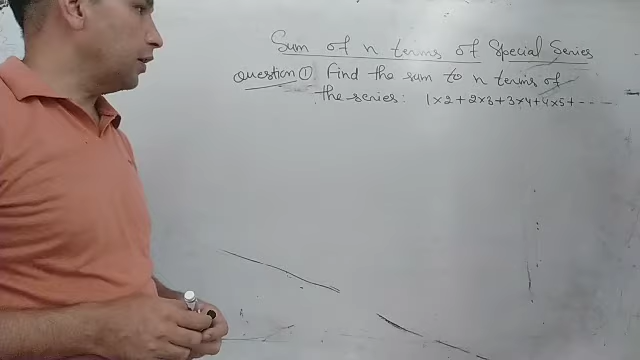 Sum of n terms of Special Series
Question ① Find the sum to n terms of
the series: 1×2+2×3+3×4+4×5+----